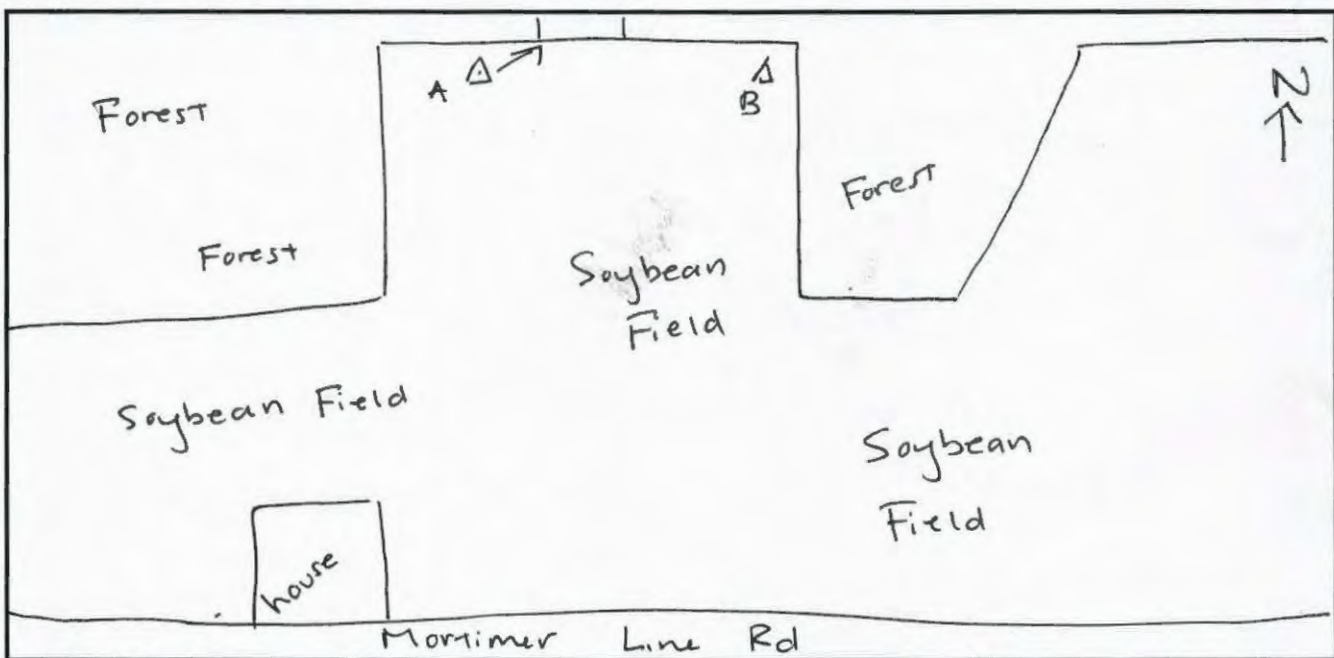 Forest
A
B
N
Forest
Forest
Soybean
Field
Soybean Field
Soybean
Field
house
Mortimer Line Rd